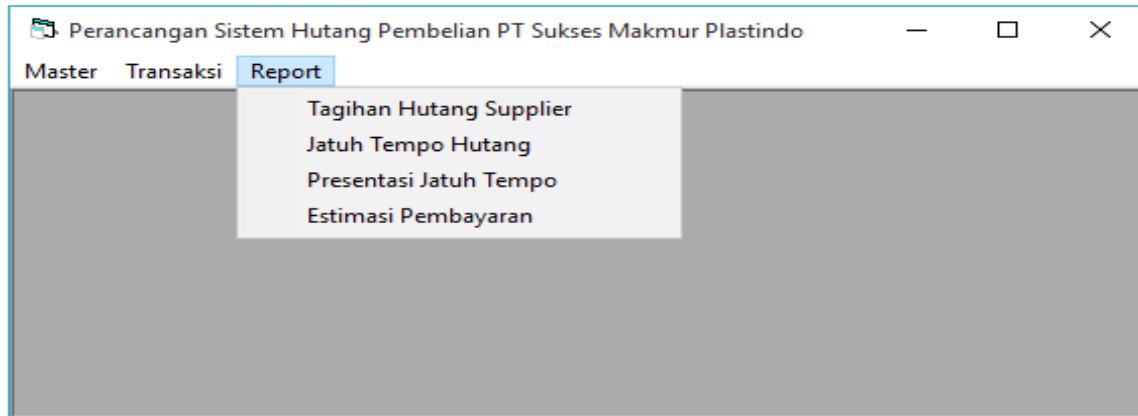 Perancangan Sistem Hutang Pembelian PT Sukses Makmur Plastindo
Master Transaksi Report
Tagihan Hutang Supplier
Jatuh Tempo Hutang
Presentasi Jatuh Tempo
Estimasi Pembayaran